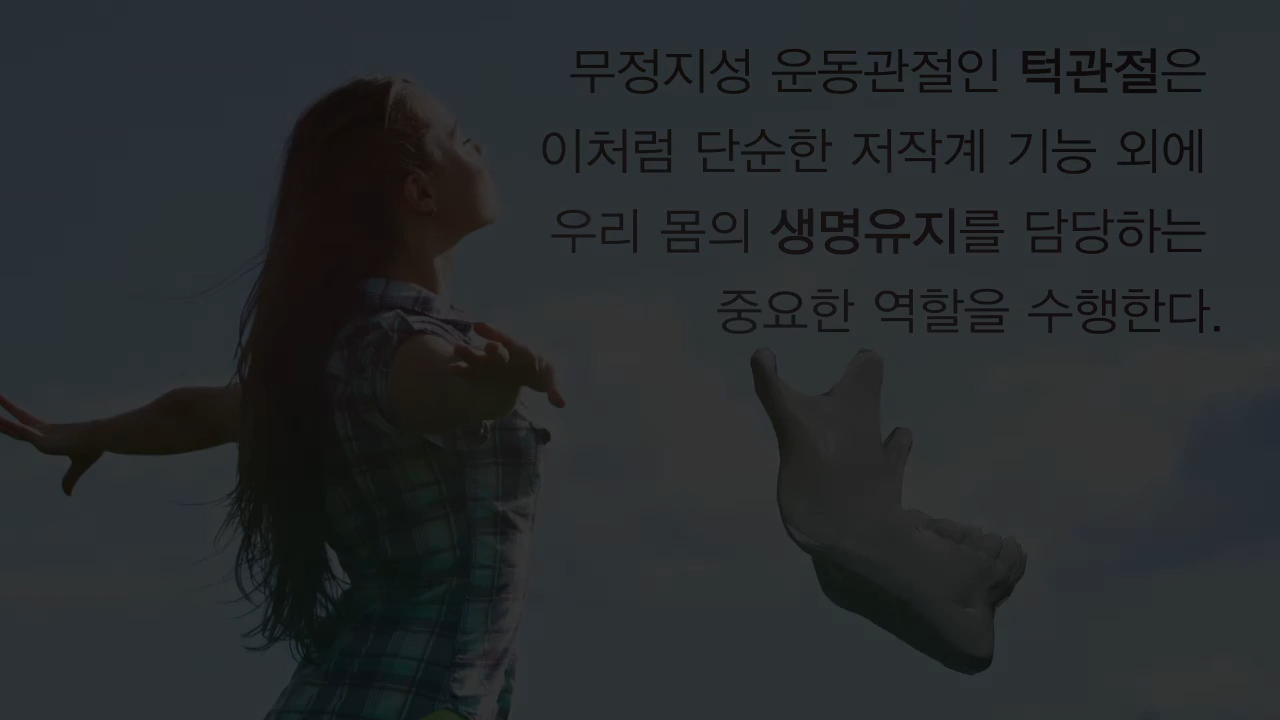 무정지성 운동관절인 턱관절은
이처럼 단순한 저작계 기능 외에
우리 몸의 생명유지를 담당하는
중요한 역할을 수행한다.